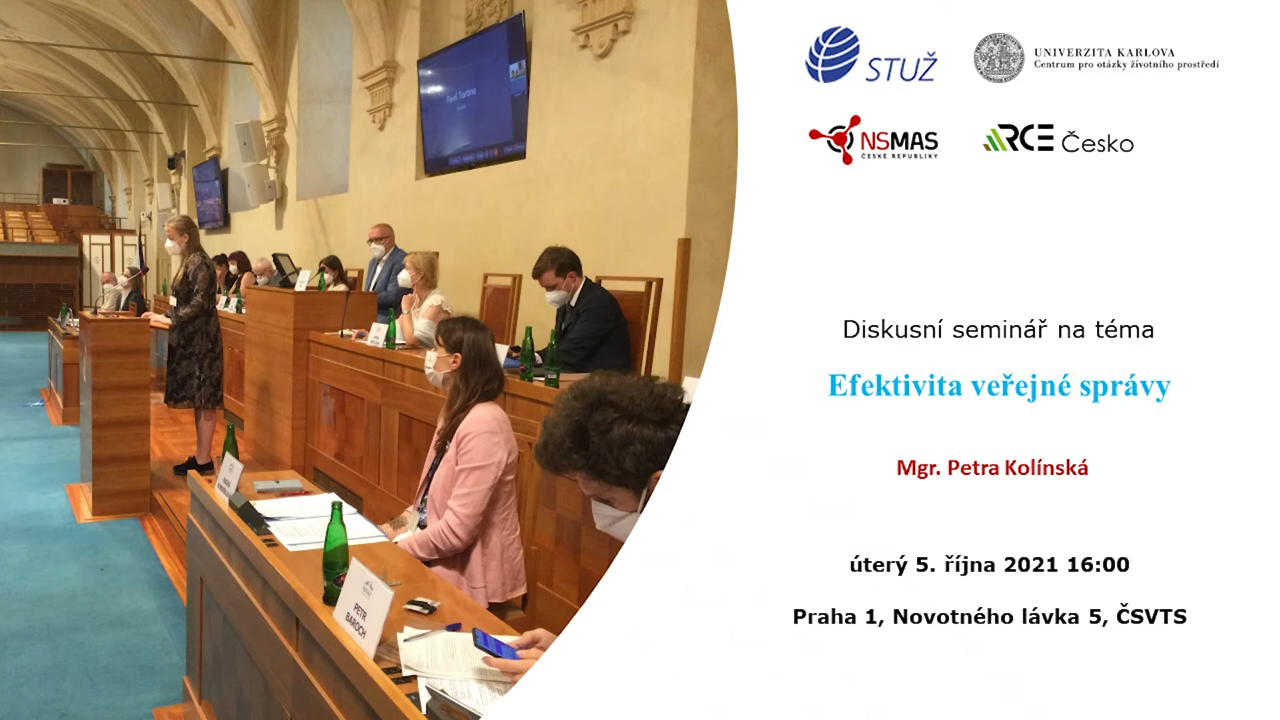 STUŽ
UNIVERZITA KARLOVA
Centrum pro otázky životního prostředí
NSMAS
ČESKÉ REPUBLIKY
RCE Česko
Diskusní seminář na téma
Efektivita veřejné správy
Mgr. Petra Kolínská
úterý 5. října 2021 16:00
Praha 1, Novotného lávka 5, ČSVTS
PETR
BAROCH